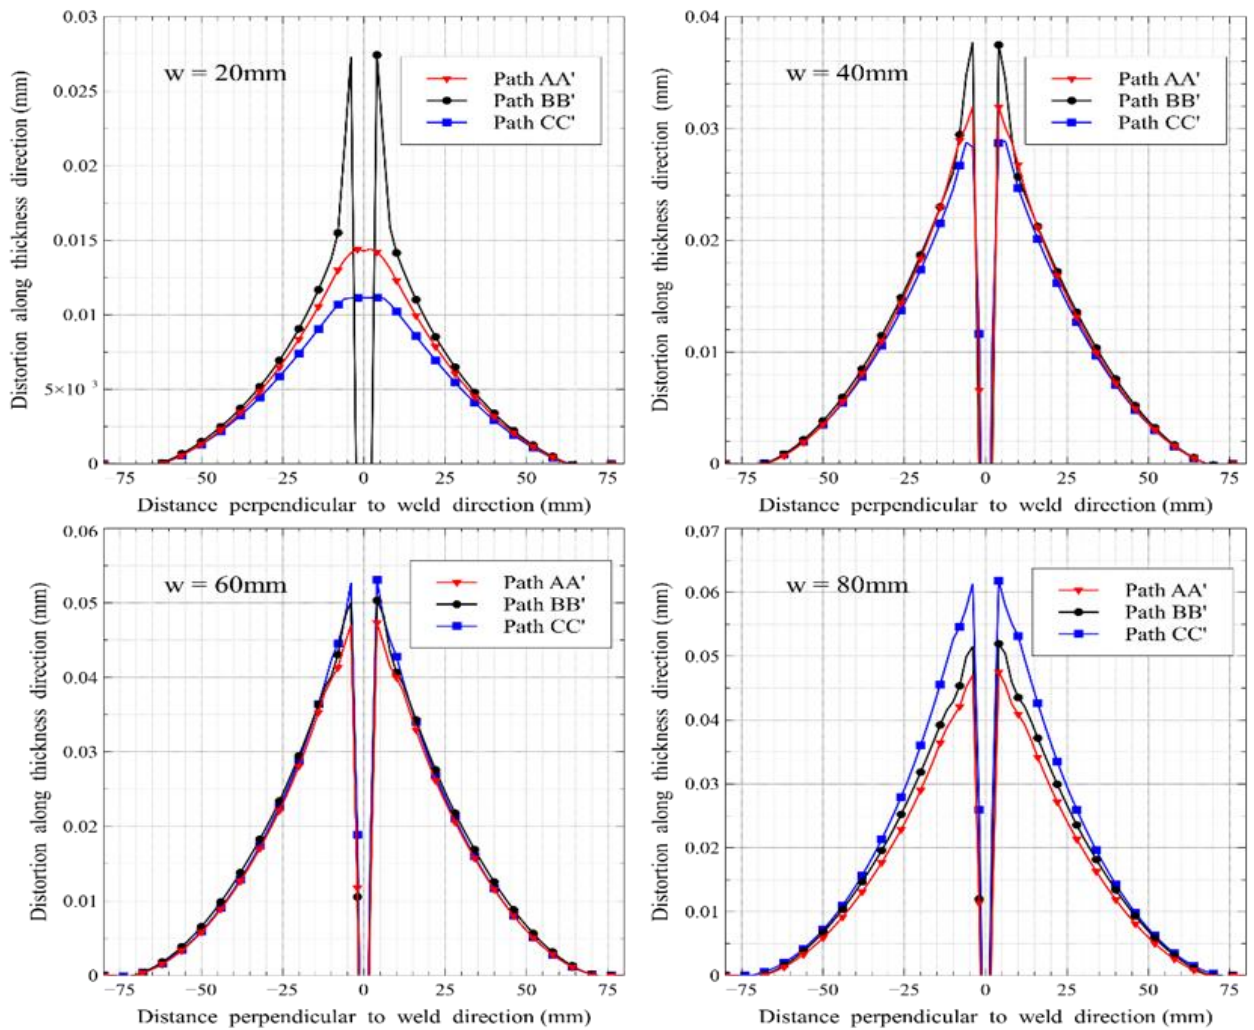 w = 20mm
Path AA'
Path BB'
Path CC'
0.03
0.025
0.02
0.015
0.01
5×10 3
0
−75
−50
−25
0
25
50
75
Distortion along thickness direction (mm)
Distance perpendicular to weld direction (mm)
w = 40mm
Path AA'
Path BB'
Path CC'
0.04
0.03
0.02
0.01
0
−75
−50
−25
0
25
50
75
Distortion along thickness direction (mm)
Distance perpendicular to weld direction (mm)
w = 60mm
Path AA'
Path BB'
Path CC'
0.06
0.05
0.04
0.03
0.02
0.01
0
−75
−50
−25
0
25
50
75
Distortion along thickness direction (mm)
Distance perpendicular to weld direction (mm)
w = 80mm
Path AA'
Path BB'
Path CC'
0.07
0.06
0.05
0.04
0.03
0.02
0.01
0
−75
−50
−25
0
25
50
75
Distortion along thickness direction (mm)
Distance perpendicular to weld direction (mm)